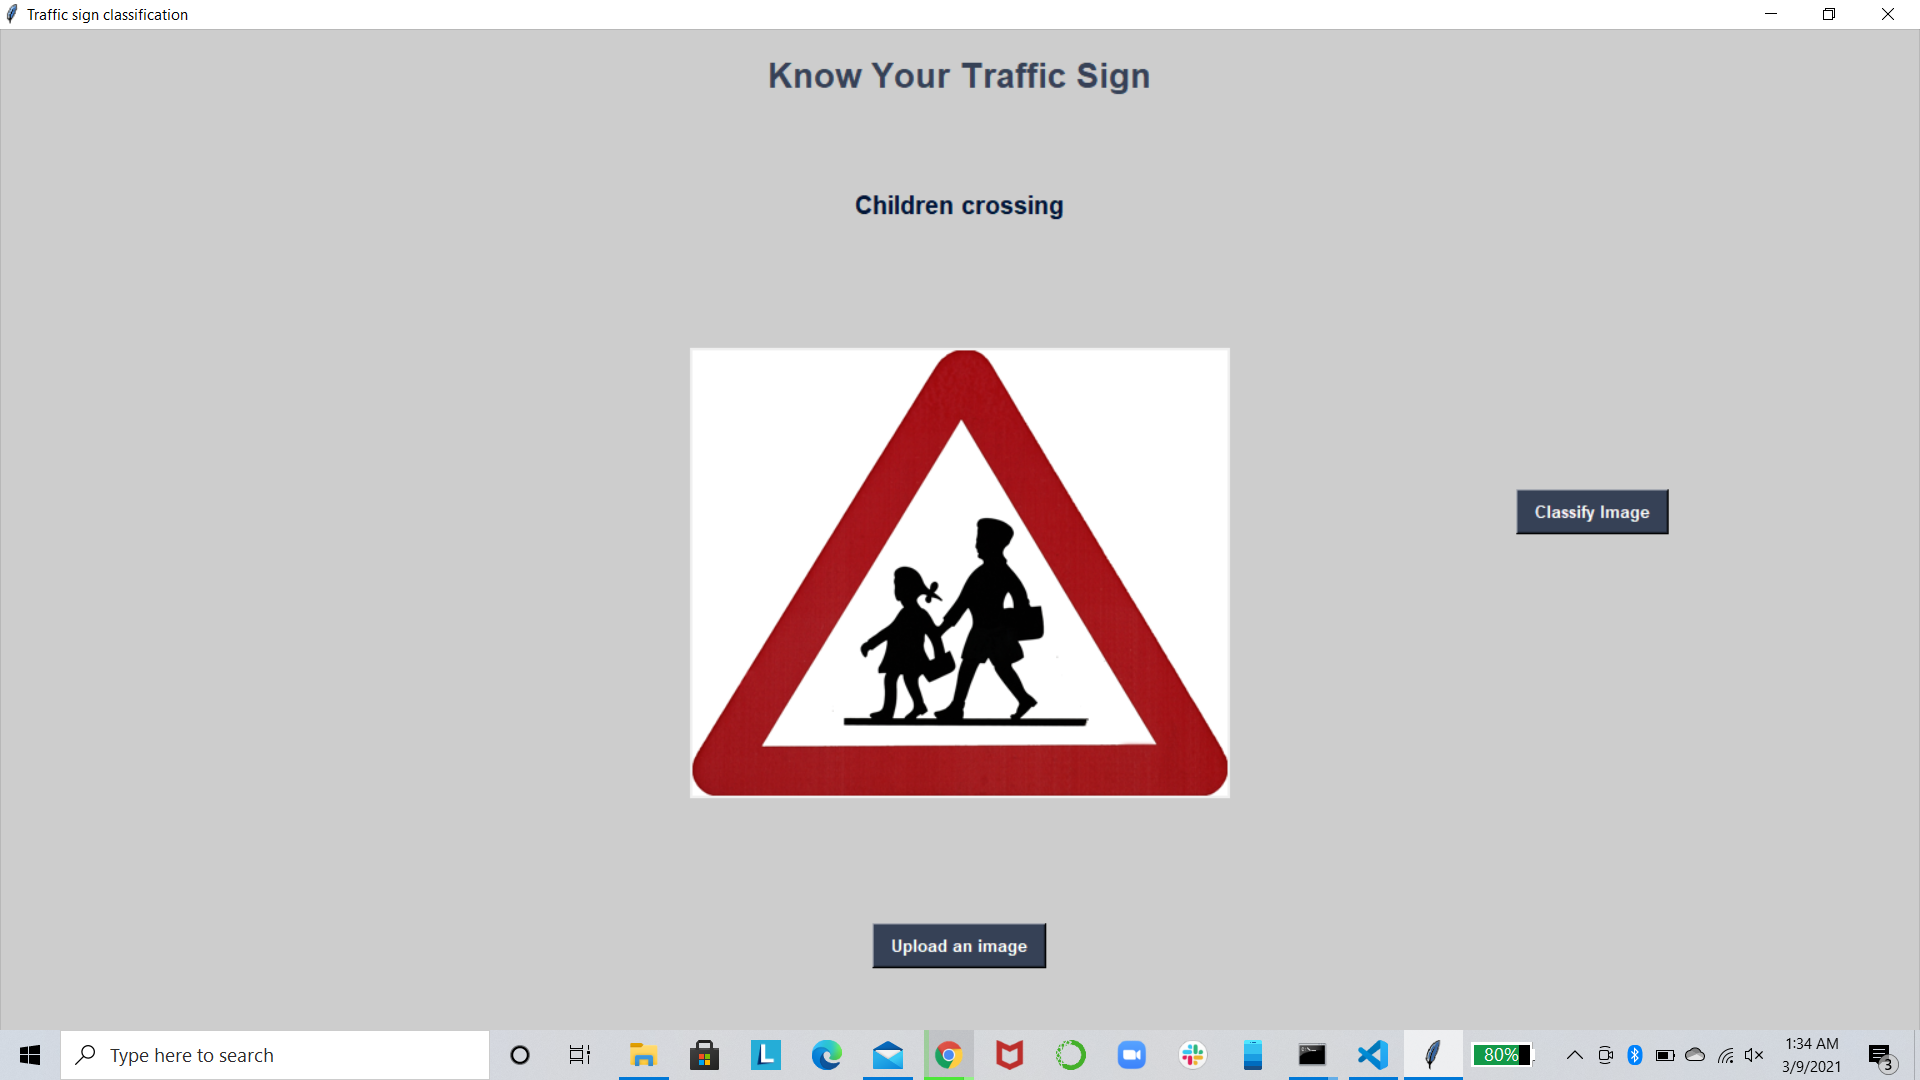 Traffic sign classification
Know Your Traffic Sign
Children crossing
Classify Image
Upload an image
Type here to search
L
80%
1:34 AM
3/9/2021
3